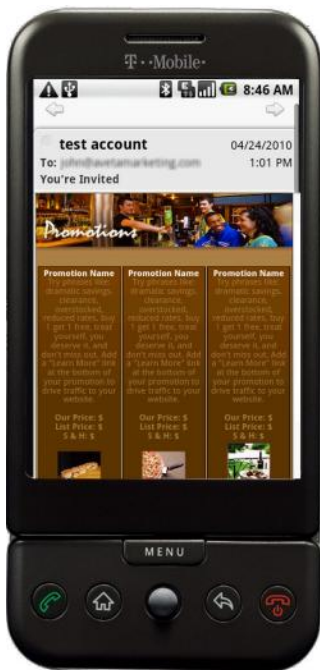 T··Mobile·
8:46 AM
test account
04/24/2010
To: john@avetamarketing.com
1:01 PM
You're Invited
Promotions
Promotion Name
Try phrases like:
dramatic savings,
clearance,
overstocked,
reduced rates, buy
1 get 1 free, treat
yourself, you
deserve it, and
don't miss out. Add
a "Learn More" link
at the bottom of
your promotion to
drive traffic to your
website.
Our Price: $
List Price: $
S & H: $
Promotion Name
Try phrases like:
dramatic savings,
clearance,
overstocked,
reduced rates, buy
1 get 1 free, treat
yourself, you
deserve it, and
don't miss out. Add
a "Learn More" link
at the bottom of
your promotion to
drive traffic to your
website.
Our Price: $
List Price: $
S & H: $
Promotion Name
Try phrases like:
dramatic savings,
clearance,
overstocked,
reduced rates, buy
1 get 1 free, treat
yourself, you
deserve it, and
don't miss out. Add
a "Learn More" link
at the bottom of
your promotion to
drive traffic to your
website.
Our Price: $
List Price: $
S & H: $
MENU